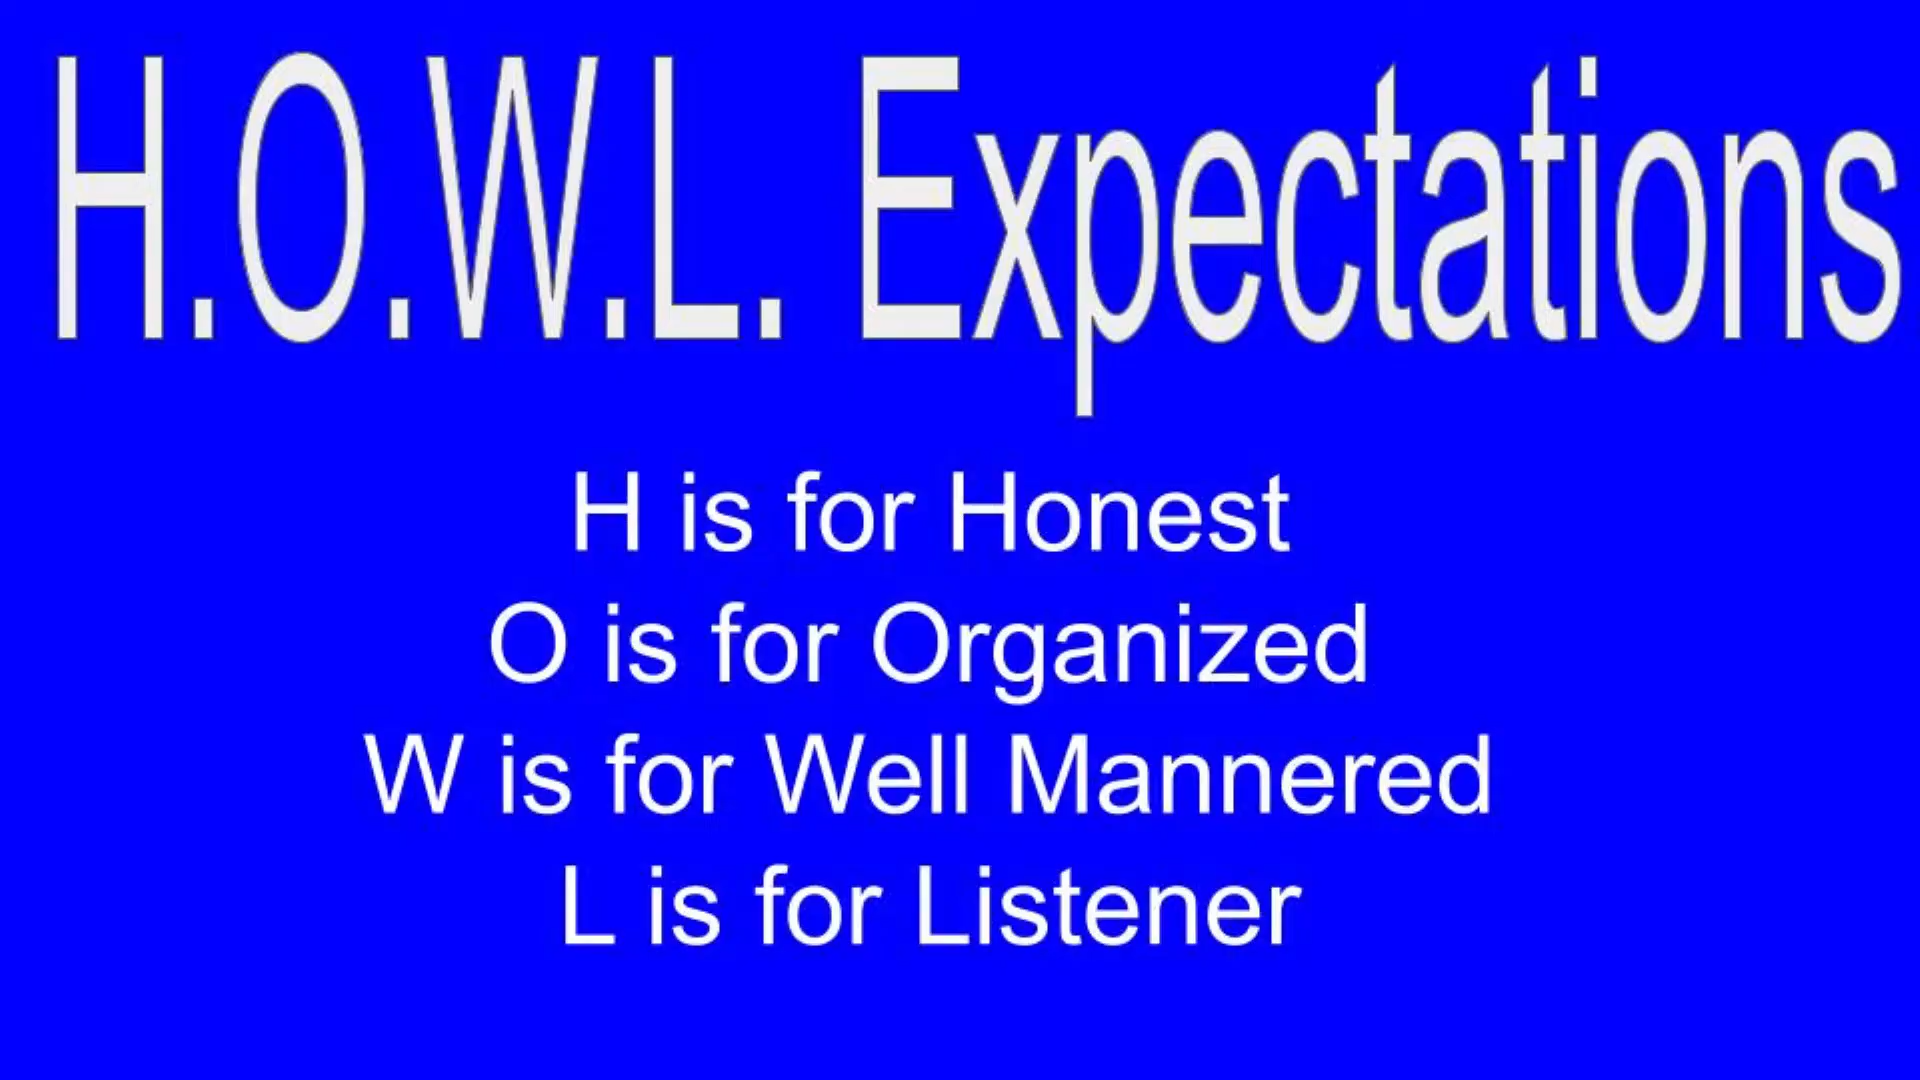 H.O.W.L. Expectations
H is for Honest
O is for Organized
W is for Well Mannered
L is for Listener